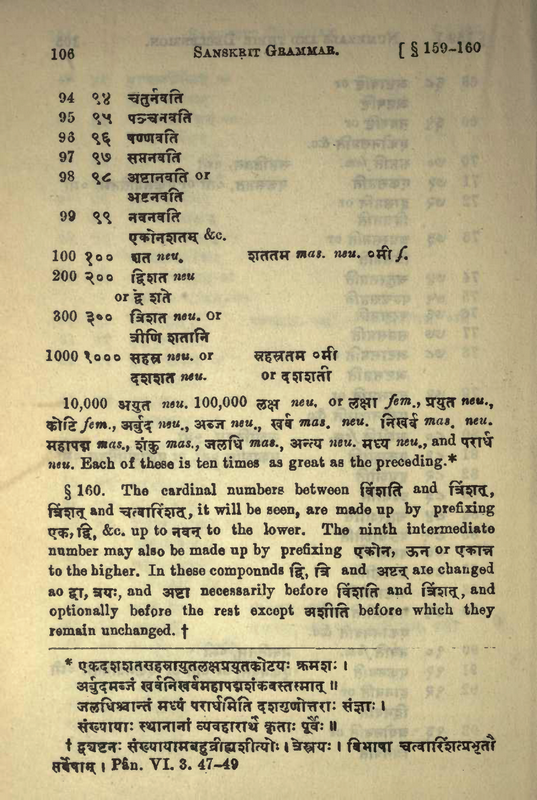 106 SANSKRIT GRAMMAR. [ § 159-160
94 ९४ चतुर्नवति
95 ९५ पञ्चनवति
96 ९६ षण्णवति
97 ९७ सप्तनवति
98 ९८ अष्टानवति or
अष्टनवति
99 ९९ नवनवति
एकोनशतम् &c.
100 १०० शत neu. शततम mas. neu. ०मी f.
200 २०० द्विशत neu
or द्वे शते
300 ३०० त्रिशत neu. or
त्रीणि शतानि
1000 १००० सहस्र neu. or सहस्रतम ०मी
दशशत neu. or दशशती
10,000 अयुत neu. 100,000 लक्ष neu. or लक्षा fem., प्रयुत neu.,
कोटि fem., अर्बुद neu., अब्ज neu., खर्व mas. neu. निखर्व mas. neu.
महापद्म mas., शंकु mas., जलधि mas., अन्त्य neu. मध्य neu., and परार्ध
neu. Each of these is ten times as great as the preceding.*
§ 160. The cardinal numbers between विंशति and त्रिंशत्,
त्रिंशत् and चत्वारिंशत्, it will be seen, are made up by prefixing
एक, द्वि, &c. up to नवन् to the lower. The ninth intermediate
number may also be made up by prefixing एकोन, ऊन or एकान्न
to the higher. In these componnds द्वि, त्रि and अष्टन् are changed
ao द्वा, त्रयः, and अष्टा necessarily before विंशति and त्रिंशत्, and
optionally before the rest except अशीति before which they
remain unchanged. †
* एकदशशतसहस्रायुतलक्षप्रयुतकोटयः क्रमशः ।
अर्बुदमब्जं खर्वनिखर्वमहापद्मशंकवस्तस्मात् ॥
जलधिश्चान्तं मध्यं परार्धमिति दशगुणोत्तराः संज्ञाः ।
संख्यायाः स्थानानां व्यवहारार्थे कृताः पूर्वैः ॥
† द्व्यष्टनः संख्यायामबहुव्रीह्यशीत्योः । त्रेस्त्रयः । विभाषा चत्वारिंशत्प्रभृतौ
सर्वेषाम् । Pân. VI. 3. 47-49